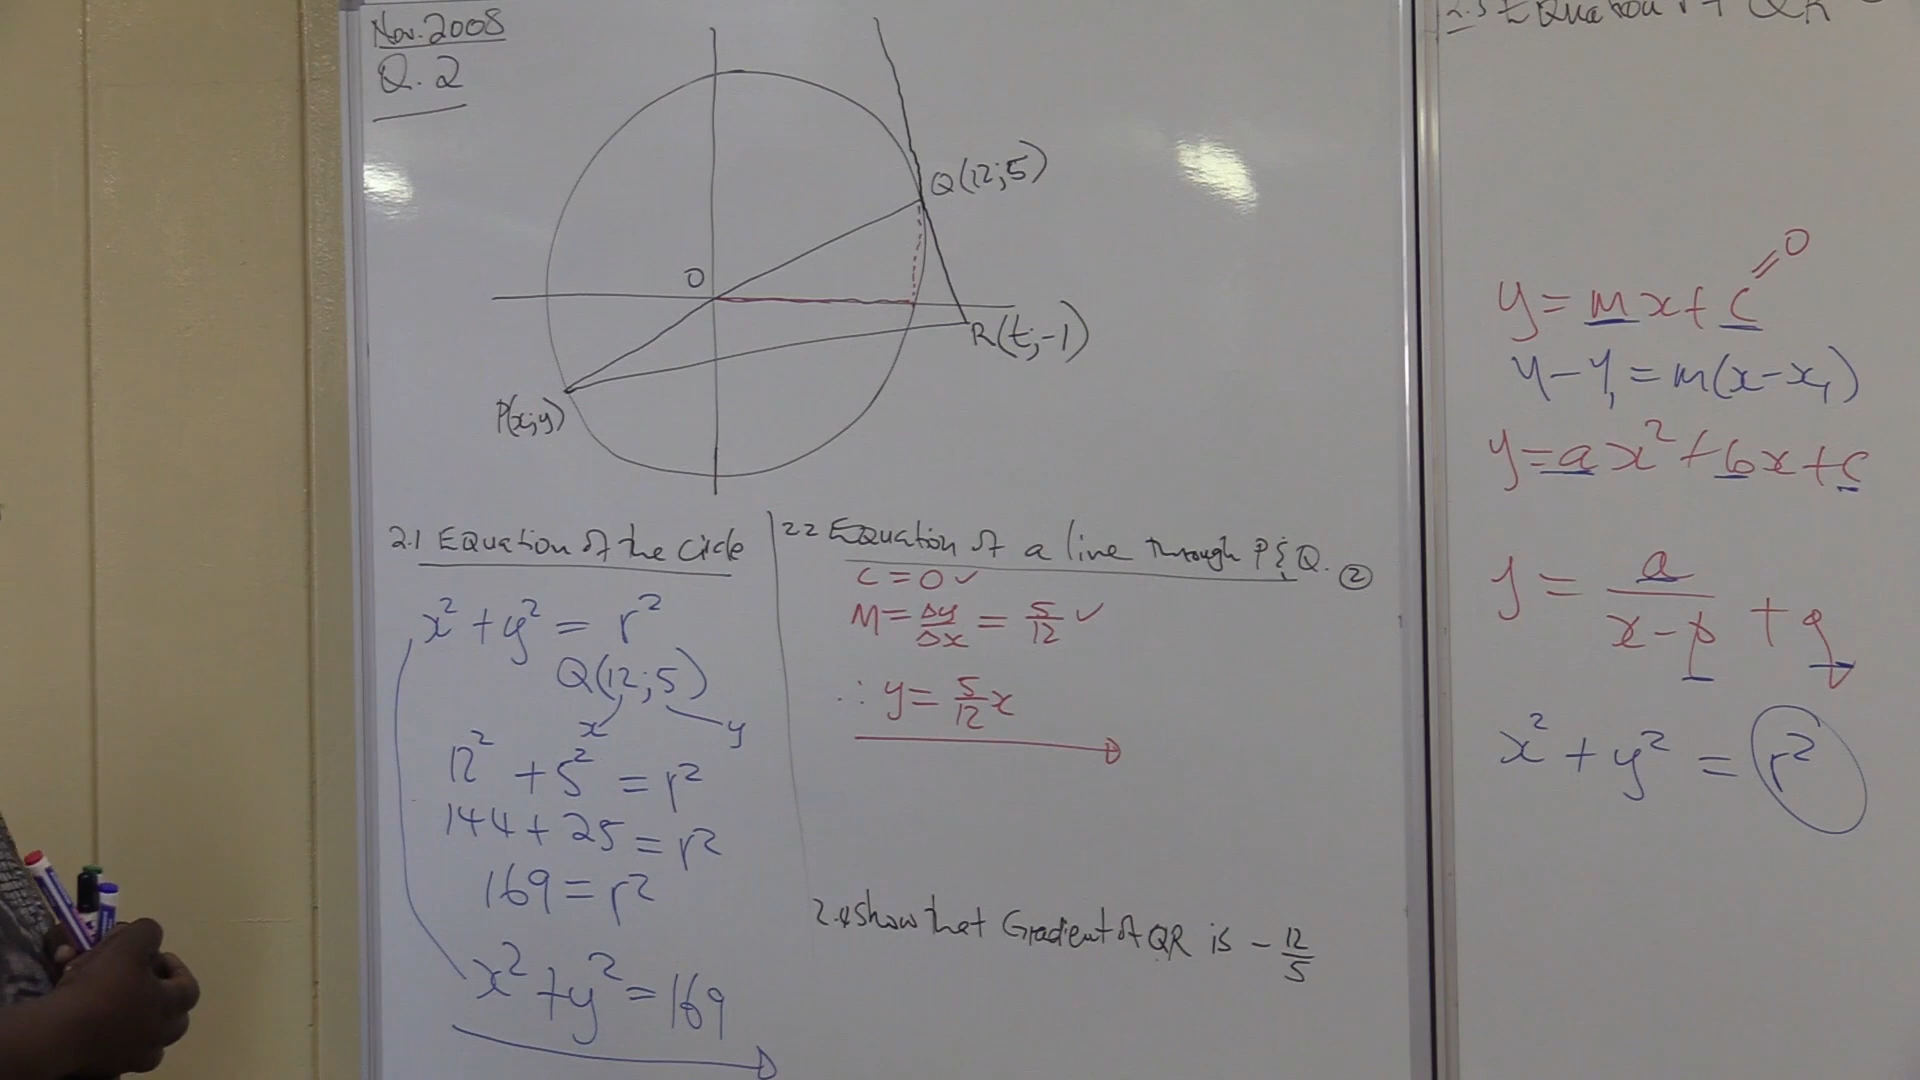 Nov. 2008
Q. 2
Q(12;5)
O
R(t;-1)
P(x;y)
2.1 Equation of the circle
x² + y² = r²
Q(12;5)
x y
12² + 5² = r²
144 + 25 = r²
169 = r²
x² + y² = 169
2.2 Equation of a line through P & Q. ②
C = 0 ✓
M = Δy/Δx = 5/12 ✓
∴ y = 5/12 x
2.4 Show that Gradient of QR is - 12/5
Equation of QR
y = mx + c = 0
y - y₁ = m(x - x₁)
y = ax² + bx + c
y = a/(x - p) + q
x² + y² = r²